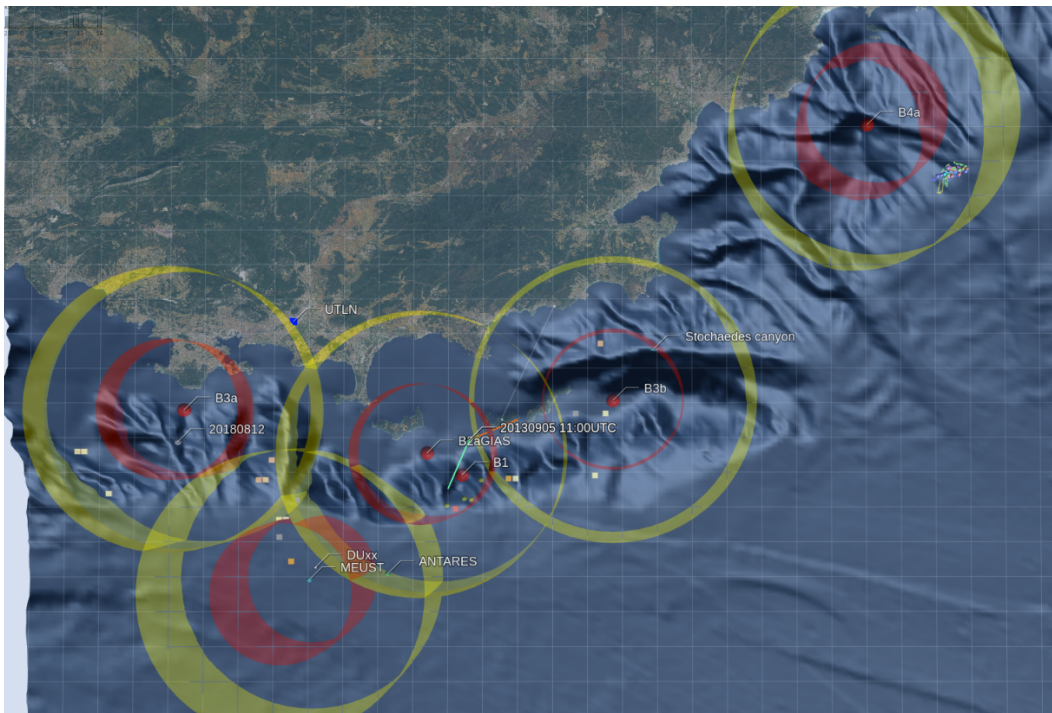 B4a
UTLN
Stochaedes canyon
B3b
B3a
20180812
20130905 11:00UTC
B2aGIAS
B1
DUxx
MEUST
ANTARES